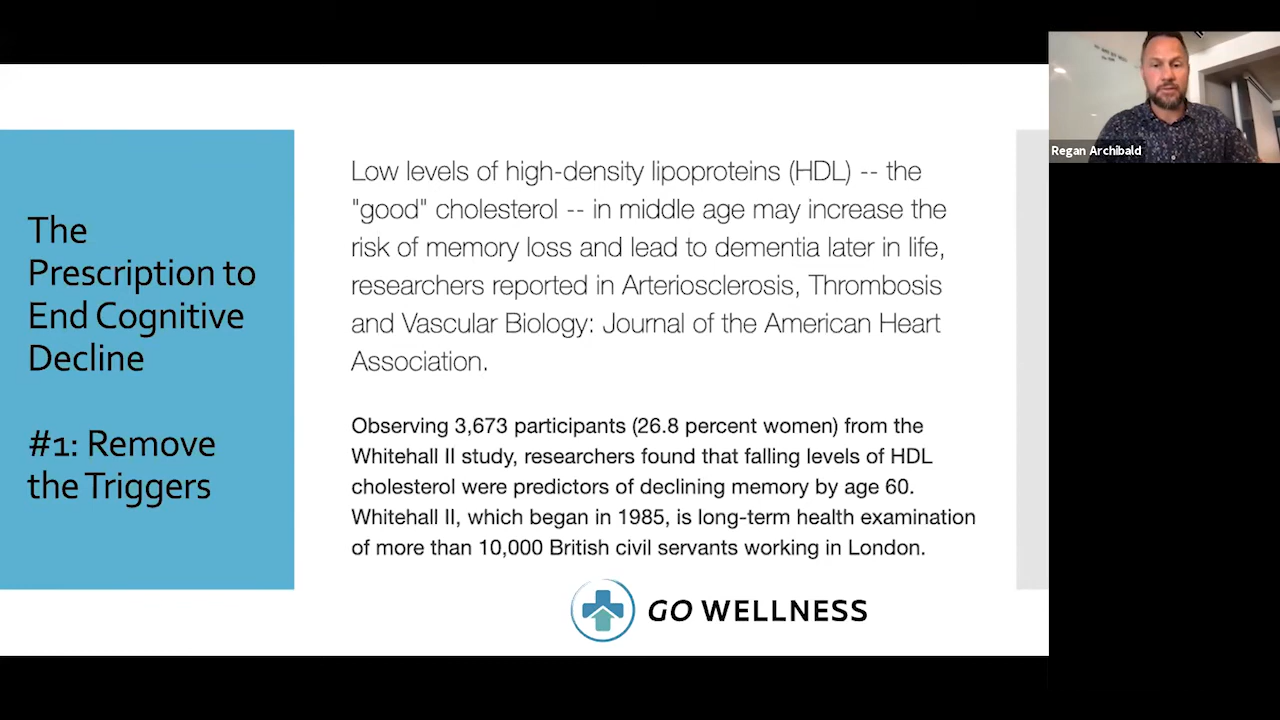 The
Prescription to
End Cognitive
Decline
#1: Remove
the Triggers
Low levels of high-density lipoproteins (HDL) -- the
"good" cholesterol -- in middle age may increase the
risk of memory loss and lead to dementia later in life,
researchers reported in Arteriosclerosis, Thrombosis
and Vascular Biology: Journal of the American Heart
Association.
Observing 3,673 participants (26.8 percent women) from the
Whitehall II study, researchers found that falling levels of HDL
cholesterol were predictors of declining memory by age 60.
Whitehall II, which began in 1985, is long-term health examination
of more than 10,000 British civil servants working in London.
GO WELLNESS
Regan Archibald